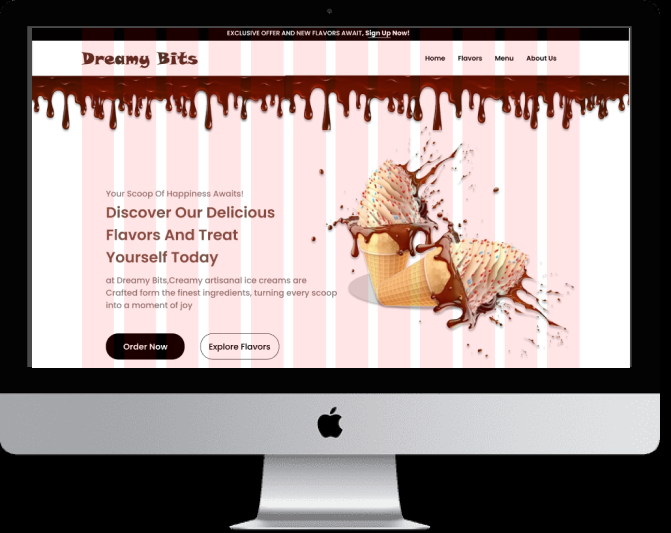 EXCLUSIVE OFFER AND NEW FLAVORS AWAIT, Sign Up Now!
Dreamy Bits
Home Flavors Menu About Us
Your Scoop Of Happiness Awaits!
Discover Our Delicious
Flavors And Treat
Yourself Today
at Dreamy Bits,Creamy artisanal ice creams are
Crafted form the finest ingredients, turning every scoop
into a moment of joy
Order Now Explore Flavors